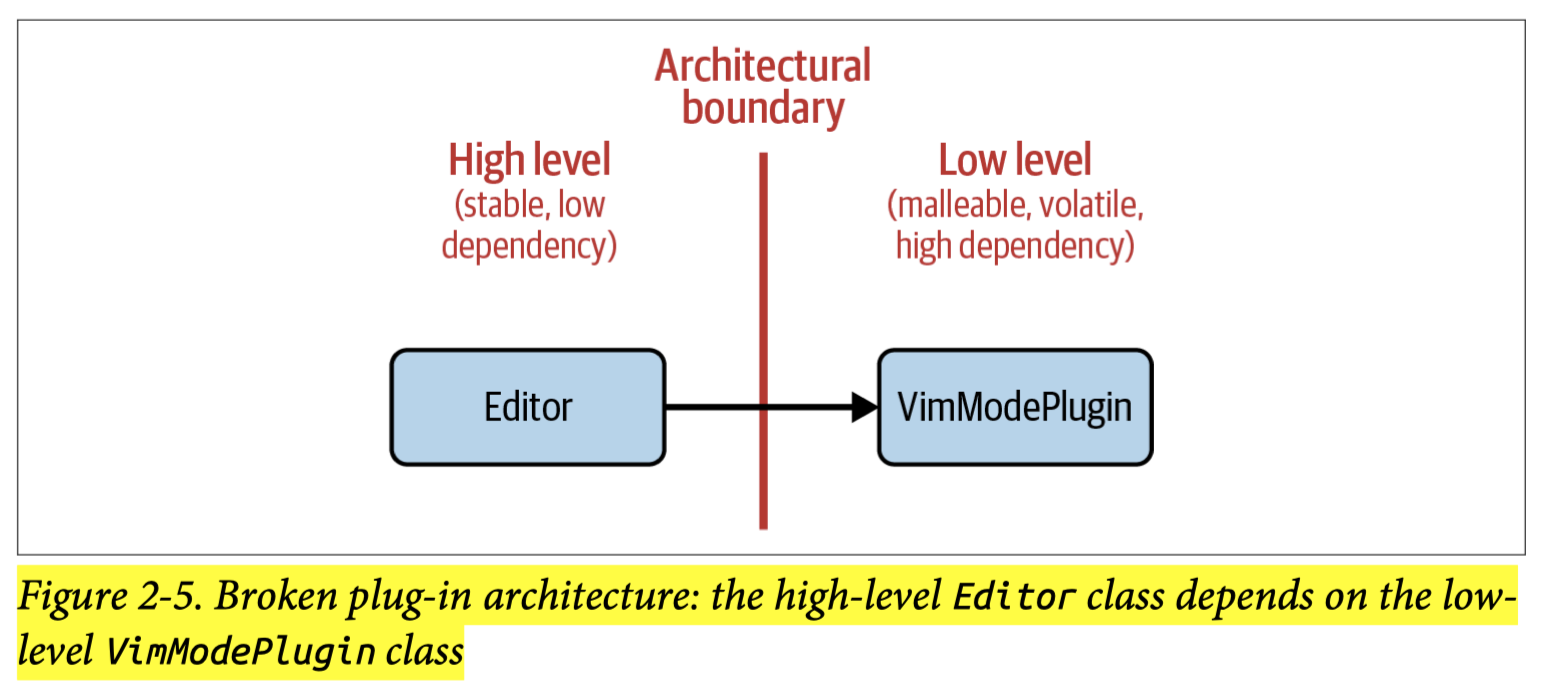 Architectural
boundary
High level
(stable, low
dependency)
Low level
(malleable, volatile,
high dependency)
Editor
VimModePlugin
Figure 2-5. Broken plug-in architecture: the high-level Editor class depends on the low-
level VimModePlugin class